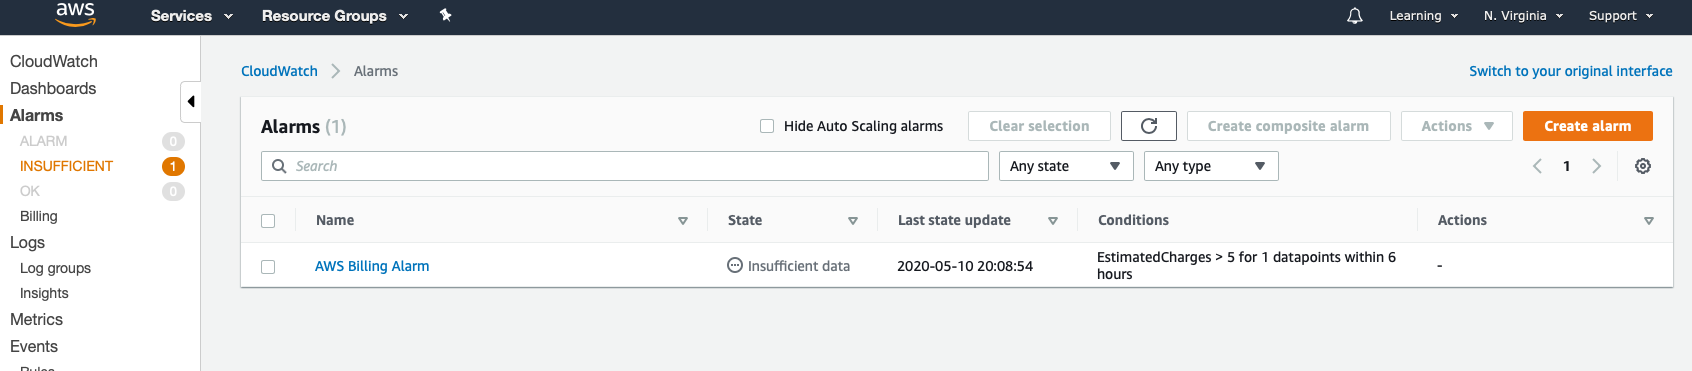 aws Services Resource Groups Learning N. Virginia Support
CloudWatch
Dashboards
Alarms
ALARM 0
INSUFFICIENT 1
OK 0
Billing
Logs
Log groups
Insights
Metrics
Events
Rules
CloudWatch Alarms Switch to your original interface
Alarms (1) Hide Auto Scaling alarms Clear selection Create composite alarm Actions Create alarm
Search Any state Any type 1
Name State Last state update Conditions Actions
AWS Billing Alarm Insufficient data 2020-05-10 20:08:54 EstimatedCharges > 5 for 1 datapoints within 6
hours -